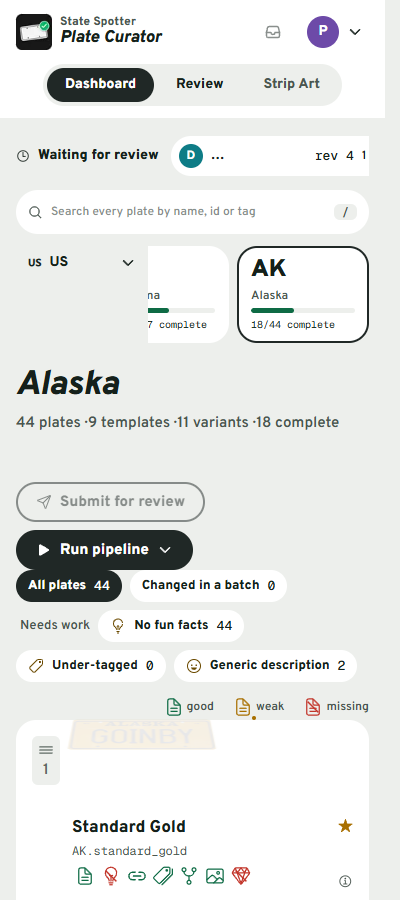 State Spotter
Plate Curator
P
Dashboard
Review
Strip Art
Waiting for review
D
...
rev 4 1
Search every plate by name, id or tag
/
US US
na
7 complete
AK
Alaska
18/44 complete
Alaska
44 plates ·9 templates ·11 variants ·18 complete
Submit for review
Run pipeline
All plates 44
Changed in a batch 0
Needs work
No fun facts 44
Under-tagged 0
Generic description 2
good
weak
missing
ALASKA
GOINBY
1
Standard Gold
AK.standard_gold